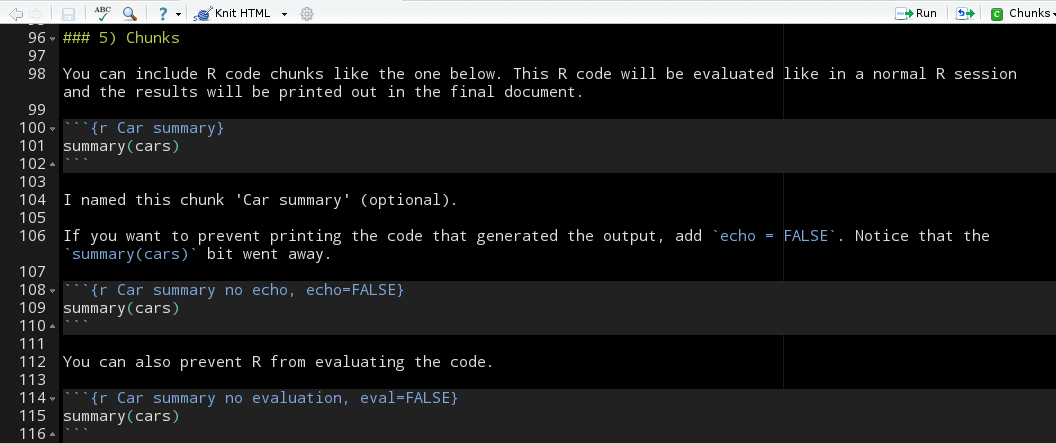 ABC ? Knit HTML Run Chunks
96 ### 5) Chunks
97
98 You can include R code chunks like the one below. This R code will be evaluated like in a normal R session
and the results will be printed out in the final document.
99
100 ```{r Car summary}
101 summary(cars)
102 ```
103
104 I named this chunk 'Car summary' (optional).
105
106 If you want to prevent printing the code that generated the output, add `echo = FALSE`. Notice that the
`summary(cars)` bit went away.
107
108 ```{r Car summary no echo, echo=FALSE}
109 summary(cars)
110 ```
111
112 You can also prevent R from evaluating the code.
113
114 ```{r Car summary no evaluation, eval=FALSE}
115 summary(cars)
116 ```